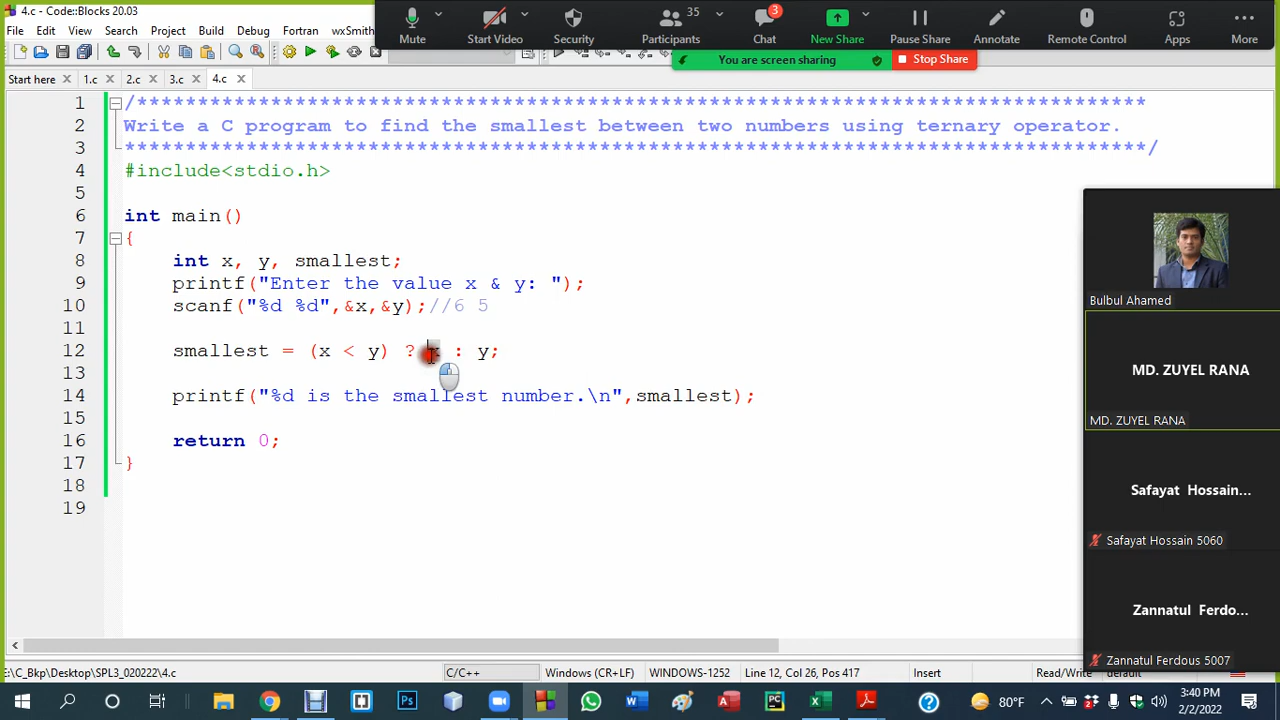 4.c - Code::Blocks 20.03
File Edit View Search Project Build Debug Fortran wxSmith
Mute Start Video Security Participants 35 Chat 3 New Share Pause Share Annotate Remote Control Apps More
You are screen sharing Stop Share
Start here 1.c 2.c 3.c 4.c
1 /***********************************************************************************
2 Write a C program to find the smallest between two numbers using ternary operator.
3 ************************************************************************************/
4 #include<stdio.h>
5
6 int main()
7 {
8 int x, y, smallest;
9 printf("Enter the value x & y: ");
10 scanf("%d %d",&x,&y);//6 5
11
12 smallest = (x < y) ? x : y;
13
14 printf("%d is the smallest number.\n",smallest);
15
16 return 0;
17 }
18
19
Bulbul Ahamed
MD. ZUYEL RANA
MD. ZUYEL RANA
Safayat Hossain...
Safayat Hossain 5060
Zannatul Ferdo...
Zannatul Ferdous 5007
E:\C_Bkp\Desktop\SPL3_020222\4.c C/C++ Windows (CR+LF) WINDOWS-1252 Line 12, Col 26, Pos 417 Insert Read/Write default
80°F 3:40 PM
2/2/2022